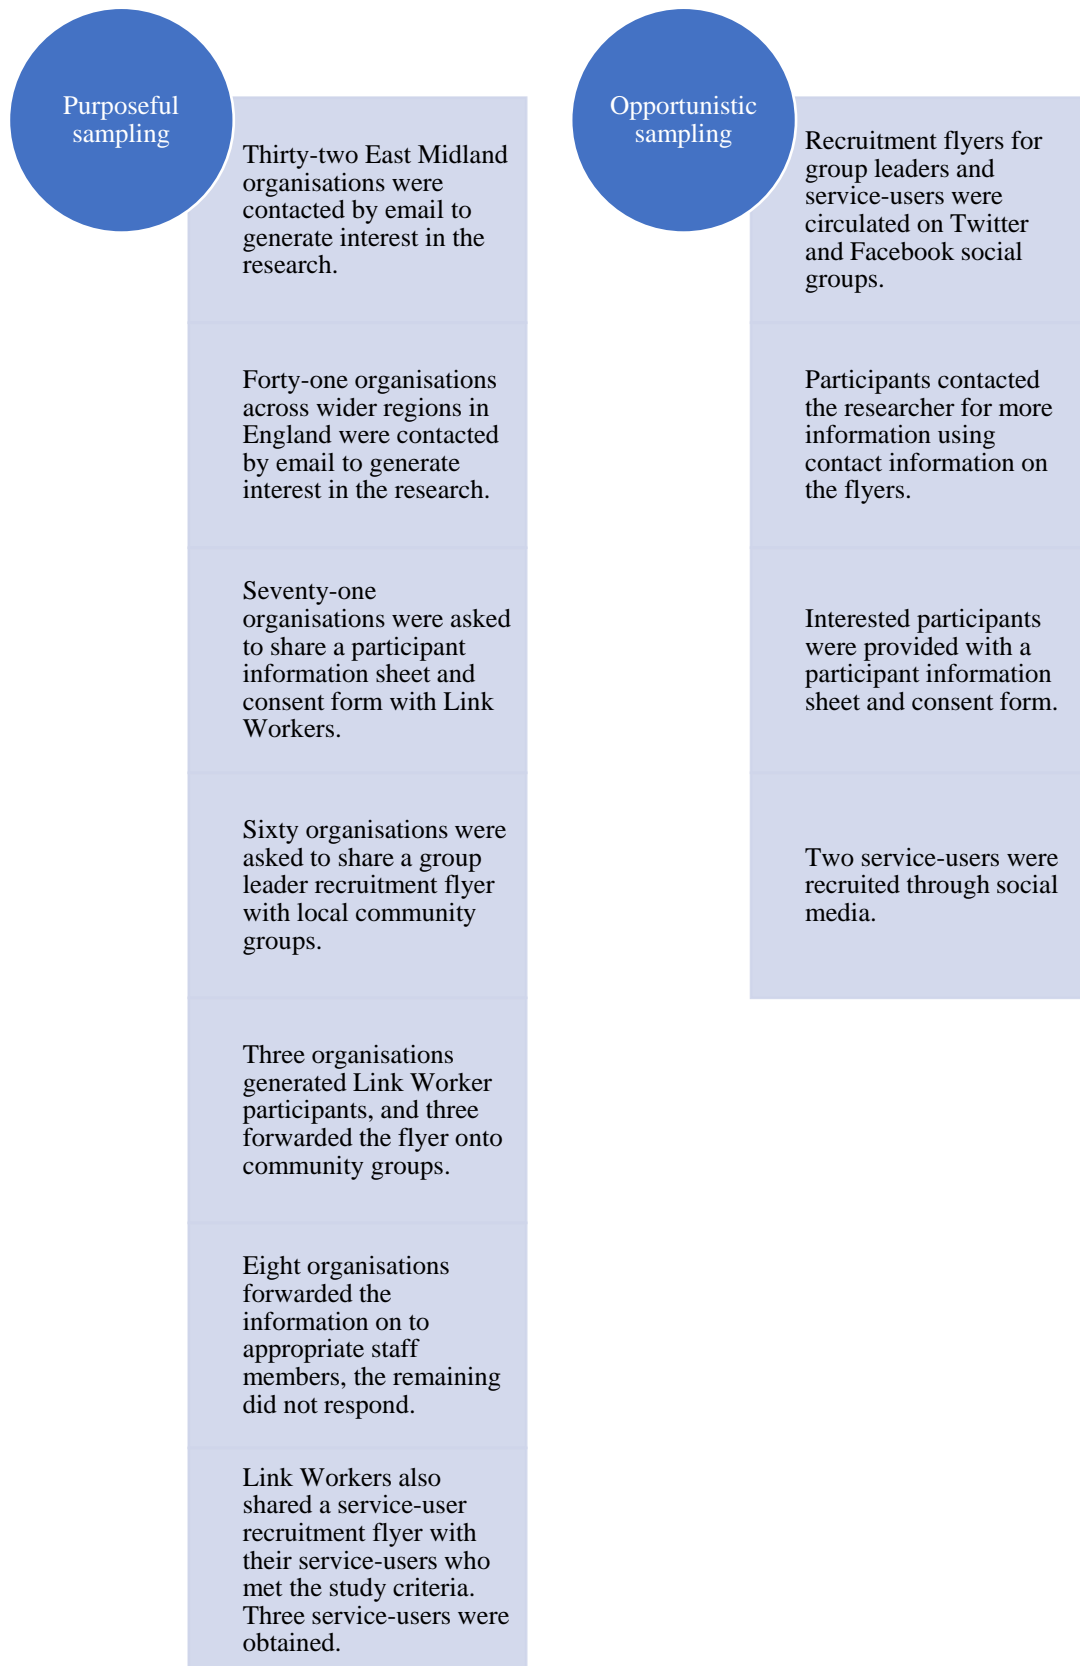 Purposeful
sampling
Thirty-two East Midland
organisations were
contacted by email to
generate interest in the
research.
Forty-one organisations
across wider regions in
England were contacted
by email to generate
interest in the research.
Seventy-one
organisations were asked
to share a participant
information sheet and
consent form with Link
Workers.
Sixty organisations were
asked to share a group
leader recruitment flyer
with local community
groups.
Three organisations
generated Link Worker
participants, and three
forwarded the flyer onto
community groups.
Eight organisations
forwarded the
information on to
appropriate staff
members, the remaining
did not respond.
Link Workers also
shared a service-user
recruitment flyer with
their service-users who
met the study criteria.
Three service-users were
obtained.
Opportunistic
sampling
Recruitment flyers for
group leaders and
service-users were
circulated on Twitter
and Facebook social
groups.
Participants contacted
the researcher for more
information using
contact information on
the flyers.
Interested participants
were provided with a
participant information
sheet and consent form.
Two service-users were
recruited through social
media.